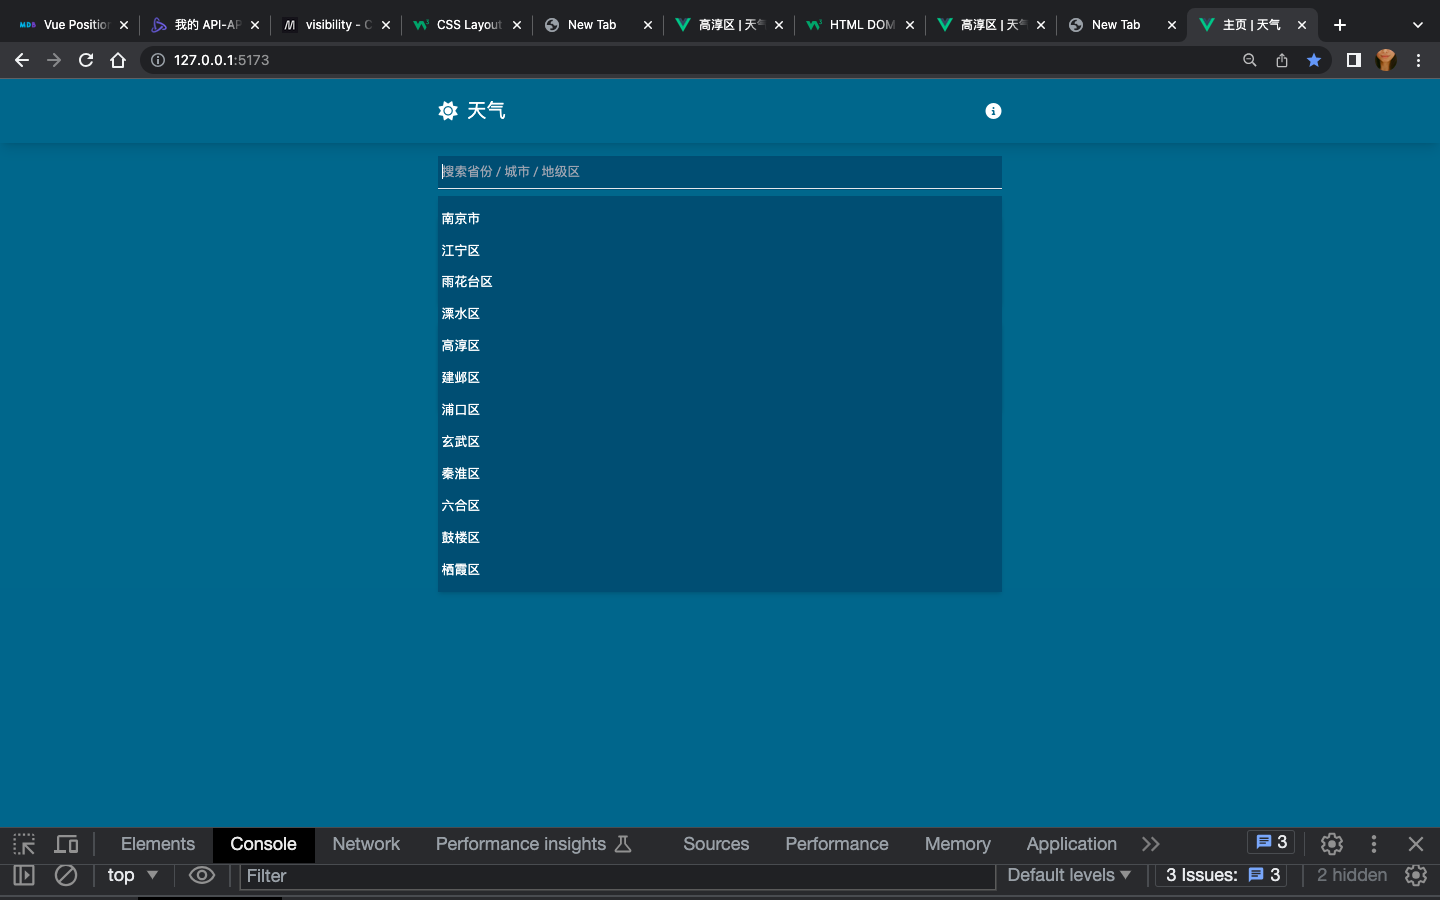 MDB Vue Position
我的 API-AP
visibility - C
CSS Layout
New Tab
高淳区 | 天气
HTML DOM
高淳区 | 天气
New Tab
主页 | 天气
127.0.0.1:5173
天气
搜索省份 / 城市 / 地级区
南京市
江宁区
雨花台区
溧水区
高淳区
建邺区
浦口区
玄武区
秦淮区
六合区
鼓楼区
栖霞区
Elements Console Network Performance insights Sources Performance Memory Application 3
top Filter Default levels 3 Issues: 3 2 hidden